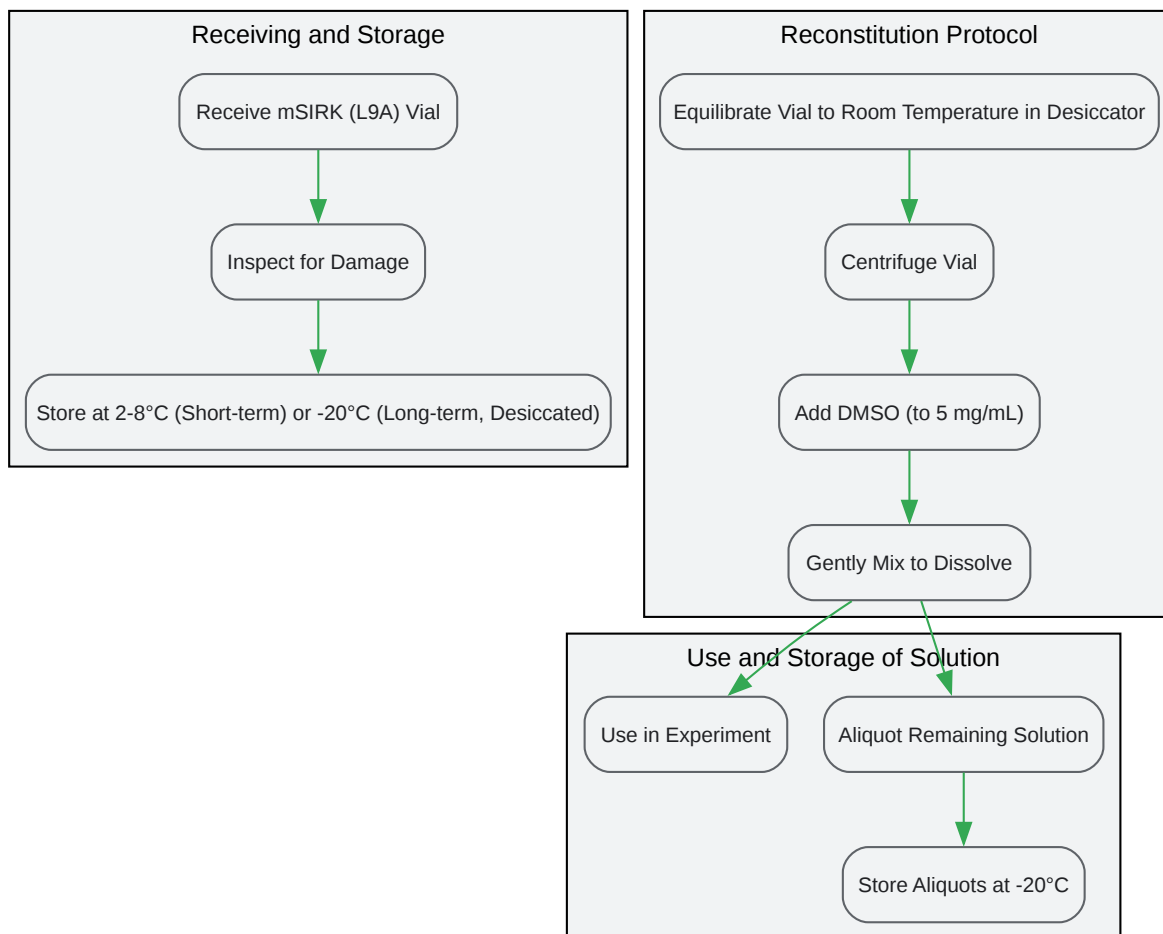 Receiving and Storage
Receive mSIRK (L9A) Vial
Inspect for Damage
Store at 2-8°C (Short-term) or -20°C (Long-term, Desiccated)
Reconstitution Protocol
Equilibrate Vial to Room Temperature in Desiccator
Centrifuge Vial
Add DMSO (to 5 mg/mL)
Gently Mix to Dissolve
Use and Storage of Solution
Use in Experiment
Aliquot Remaining Solution
Store Aliquots at -20°C